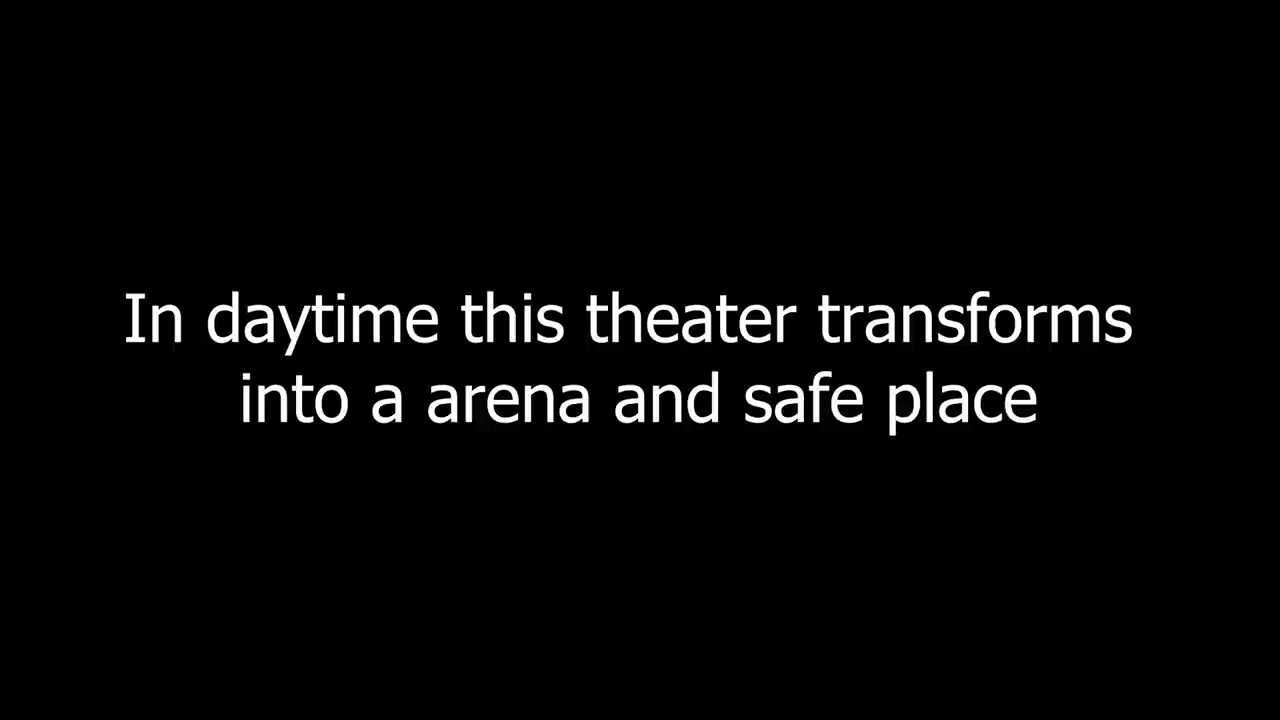 In daytime this theater transforms
into a arena and safe place